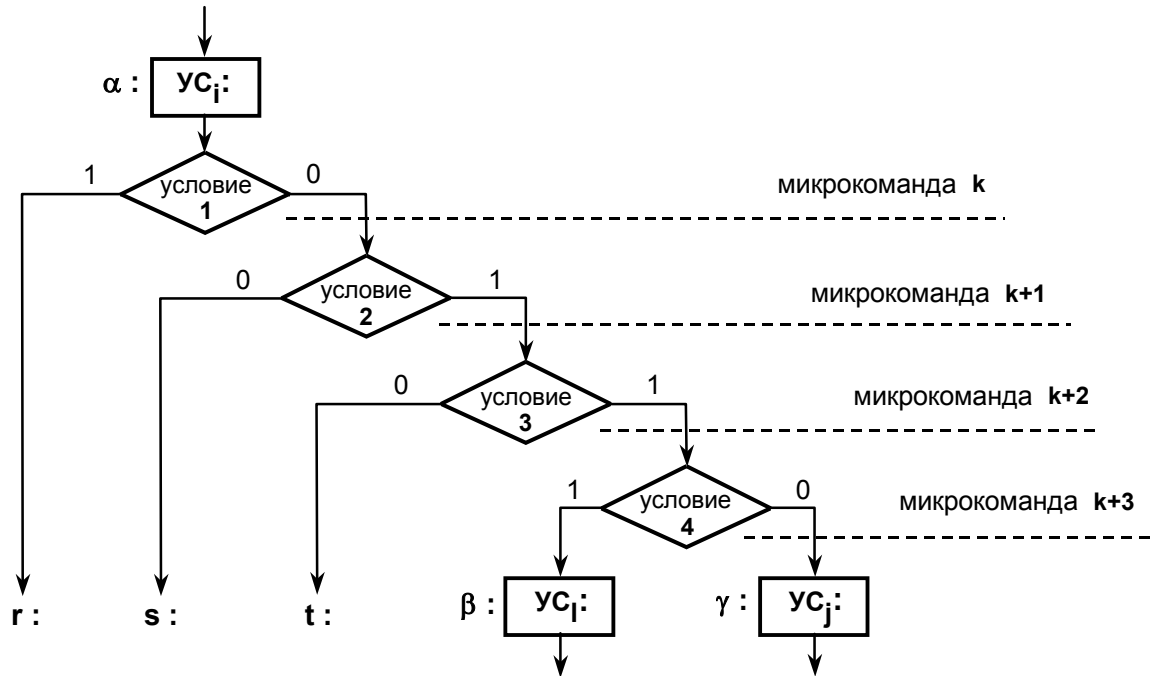 α : УСi:
1 условие 1 0 микрокоманда k
0 условие 2 1 микрокоманда k+1
0 условие 3 1 микрокоманда k+2
1 условие 4 0 микрокоманда k+3
r : s : t : β : УСl: γ : УСj: